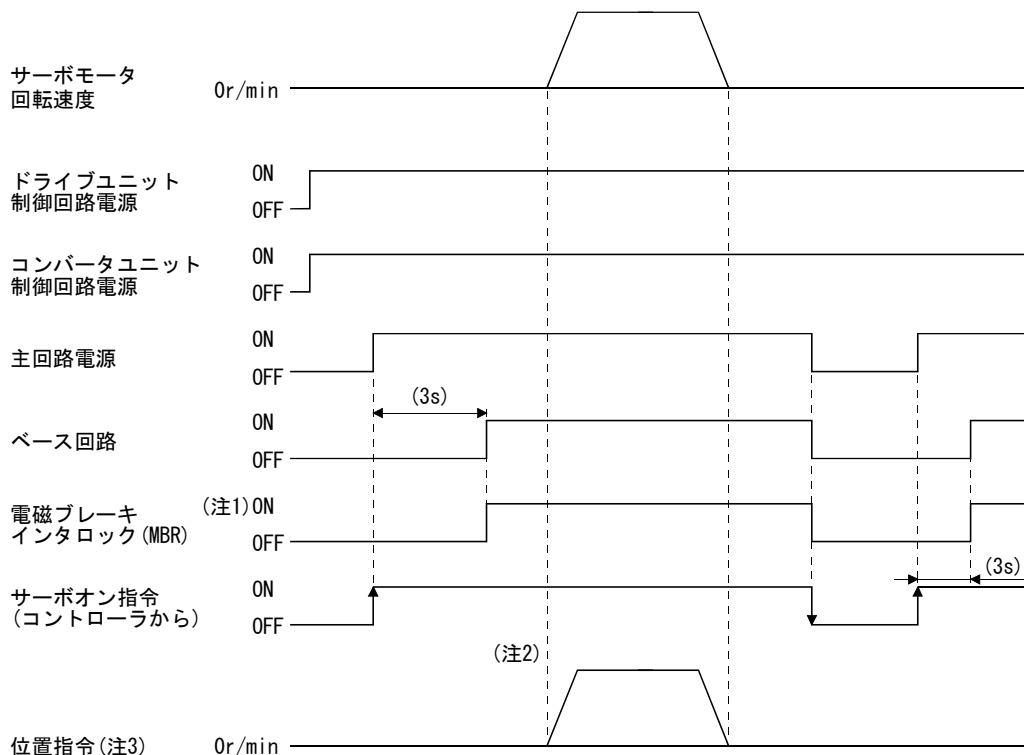 サーボモータ
回転速度
0r/min
ドライブユニット
制御回路電源
ON
OFF
コンバータユニット
制御回路電源
ON
OFF
主回路電源
ON
OFF
(3s)
ベース回路
ON
OFF
電磁ブレーキ
インタロック(MBR)
(注1)ON
OFF
(3s)
サーボオン指令
(コントローラから)
ON
OFF
(注2)
位置指令(注3)
0r/min